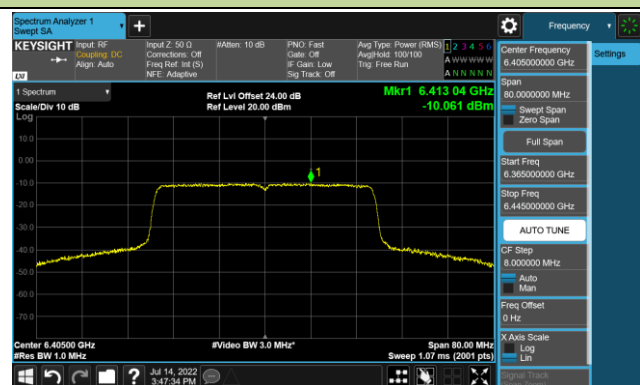 Spectrum Analyzer 1
Swept SA
Frequency
KEYSIGHT
Input: RF
Coupling: DC
Align: Auto
Input Z: 50 Ω
Corrections: Off
Freq Ref: Int (S)
NFE: Adaptive
#Atten: 10 dB
PNO: Fast
Gate: Off
IF Gain: Low
Sig Track: Off
Avg Type: Power (RMS)
Avg|Hold: 100/100
Trig: Free Run
1 2 3 4 5 6
A W W W W W
A N N N N N
LXI
1 Spectrum
Scale/Div 10 dB
Ref Lvl Offset 24.00 dB
Ref Level 20.00 dBm
Mkr1 6.413 04 GHz
-10.061 dBm
Log
10.0
0.00
-10.0
-20.0
-30.0
-40.0
-50.0
-60.0
-70.0
1
Center 6.40500 GHz
#Res BW 1.0 MHz
#Video BW 3.0 MHz*
Span 80.00 MHz
Sweep 1.07 ms (2001 pts)
Jul 14, 2022
3:47:34 PM
Center Frequency
6.405000000 GHz
Span
80.0000000 MHz
Swept Span
Zero Span
Full Span
Start Freq
6.365000000 GHz
Stop Freq
6.445000000 GHz
AUTO TUNE
CF Step
8.000000 MHz
Auto
Man
Freq Offset
0 Hz
X Axis Scale
Log
Lin
Signal Track
Settings